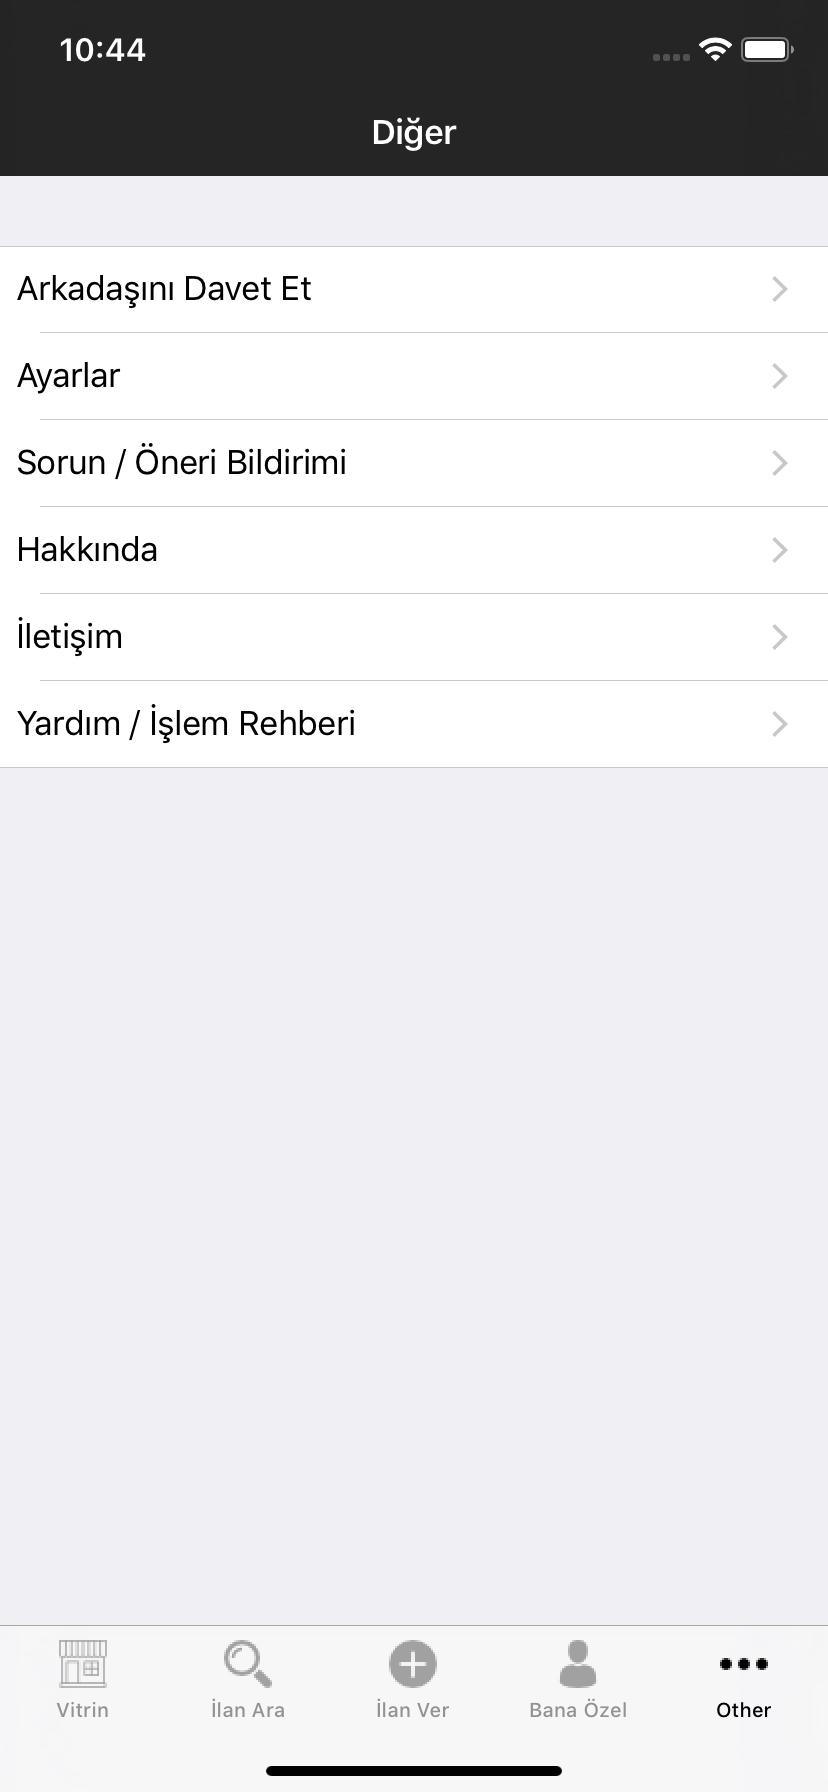 10:44
Diğer
Arkadaşını Davet Et
Ayarlar
Sorun / Öneri Bildirimi
Hakkında
İletişim
Yardım / İşlem Rehberi
Vitrin
İlan Ara
İlan Ver
Bana Özel
Other